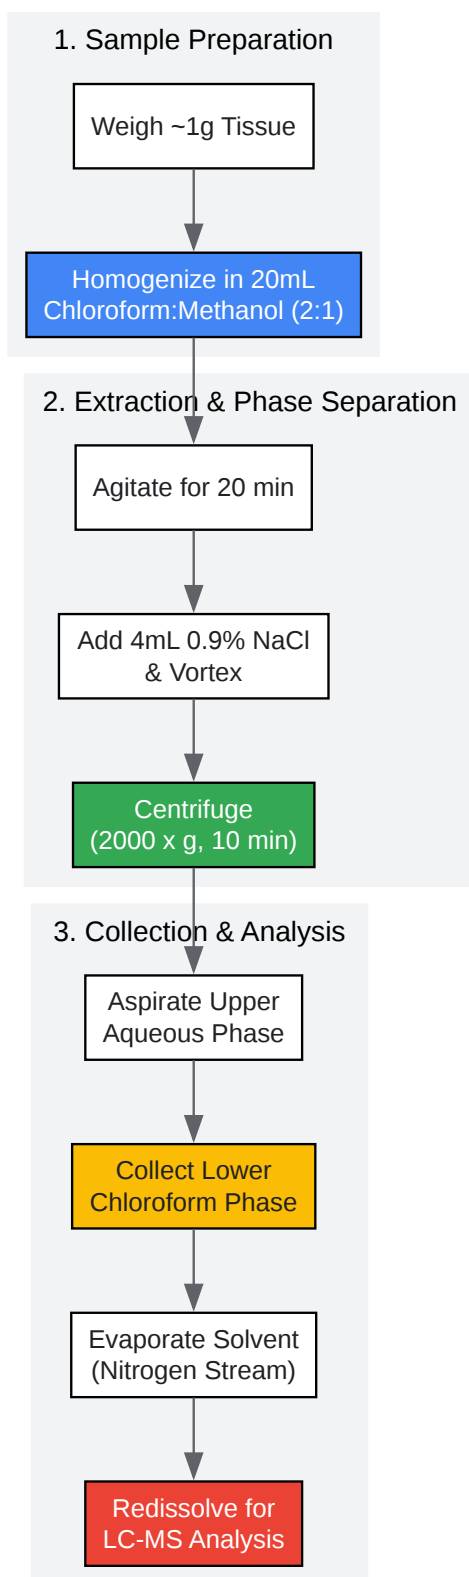 1. Sample Preparation
Weigh ~1g Tissue
Homogenize in 20mL
Chloroform:Methanol (2:1)
2. Extraction & Phase Separation
Agitate for 20 min
Add 4mL 0.9% NaCl
& Vortex
Centrifuge
(2000 x g, 10 min)
3. Collection & Analysis
Aspirate Upper
Aqueous Phase
Collect Lower
Chloroform Phase
Evaporate Solvent
(Nitrogen Stream)
Redissolve for
LC-MS Analysis